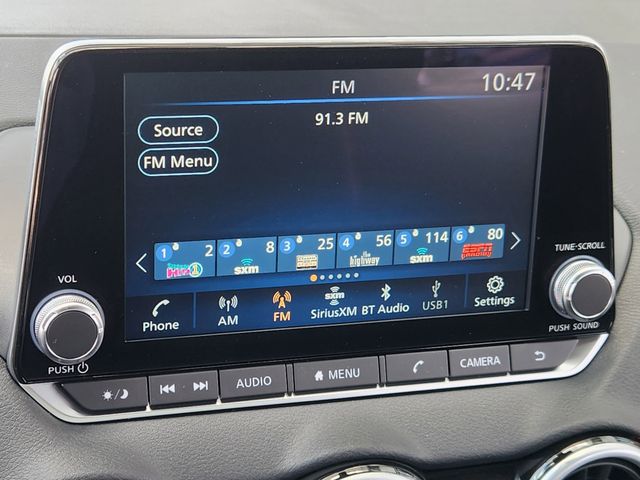 FM
10:47
91.3 FM
Source
FM Menu
1 2
2 8
sxm
3 25
4 56
the highway
5 114
sxm
6 80
ESPN
Phone
AM
FM
SiriusXM
BT Audio
USB1
Settings
VOL
PUSH
TUNE·SCROLL
PUSH SOUND
AUDIO
MENU
CAMERA